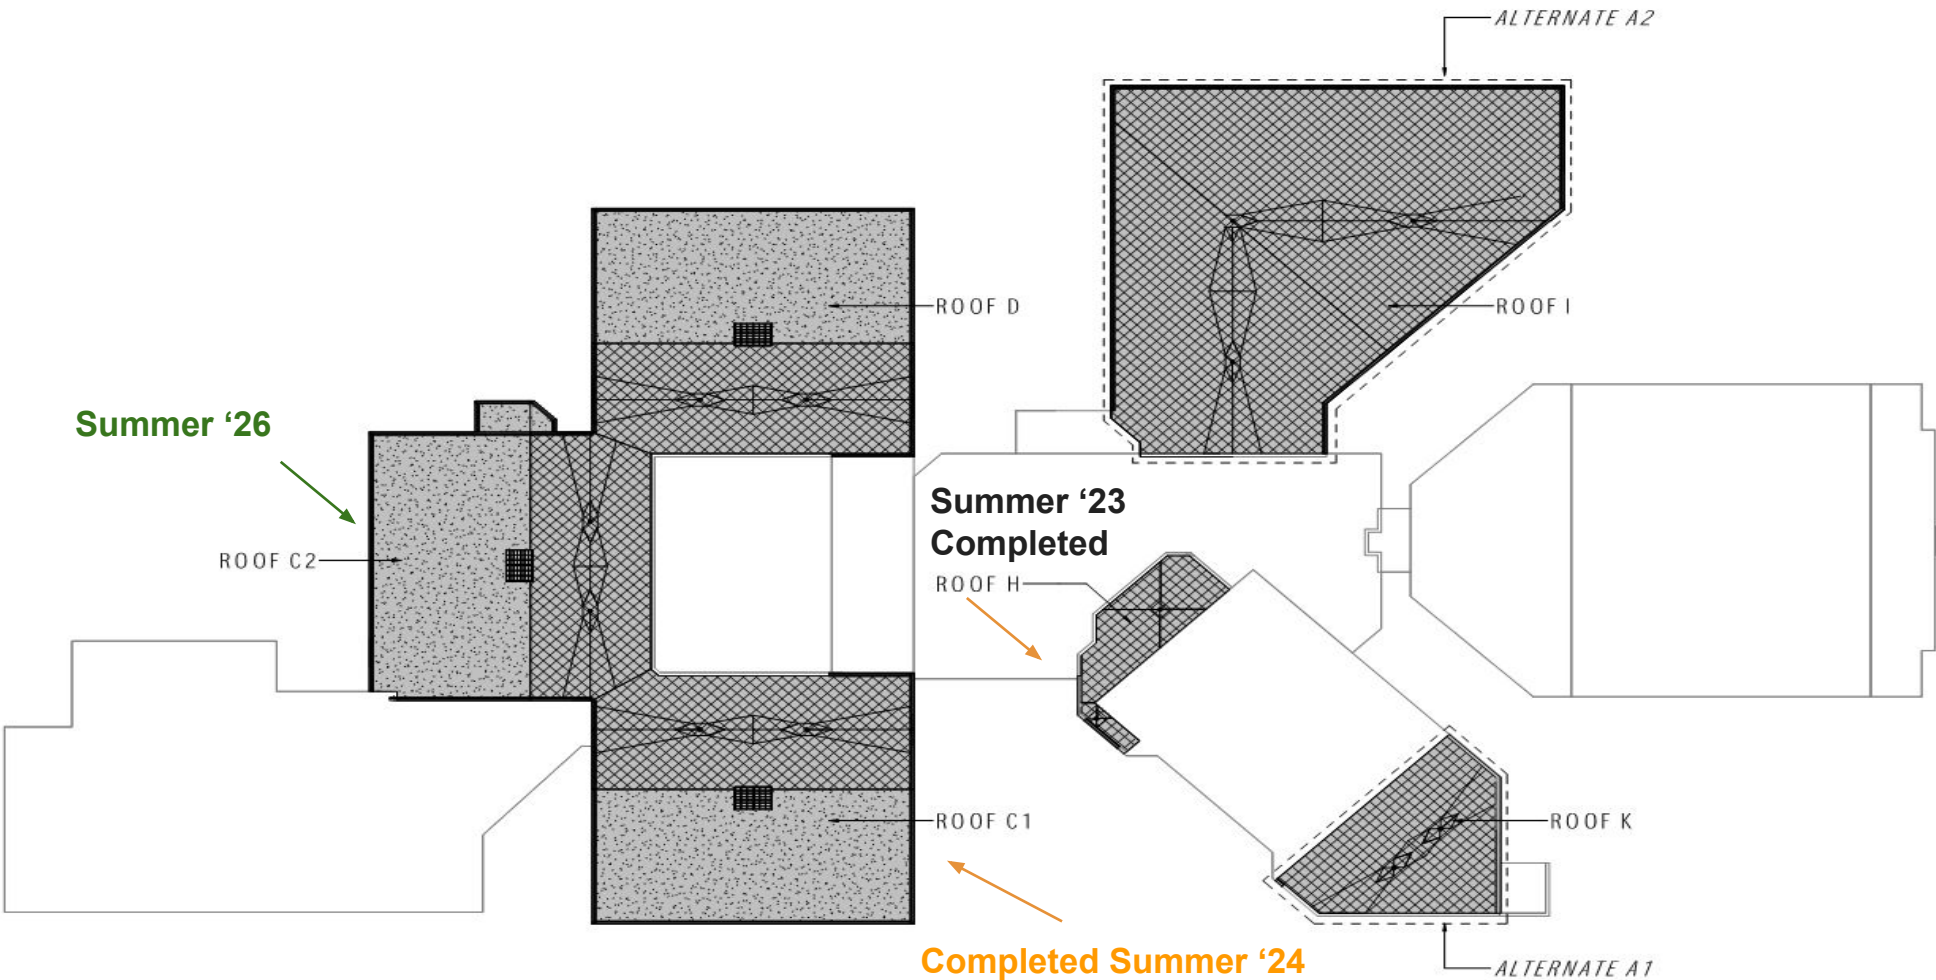 ALTERNATE A2
ROOF D
ROOF I
Summer ‘26
Summer ‘23
Completed
ROOF C2
ROOF H
ROOF C1
ROOF K
Completed Summer ‘24
ALTERNATE A1